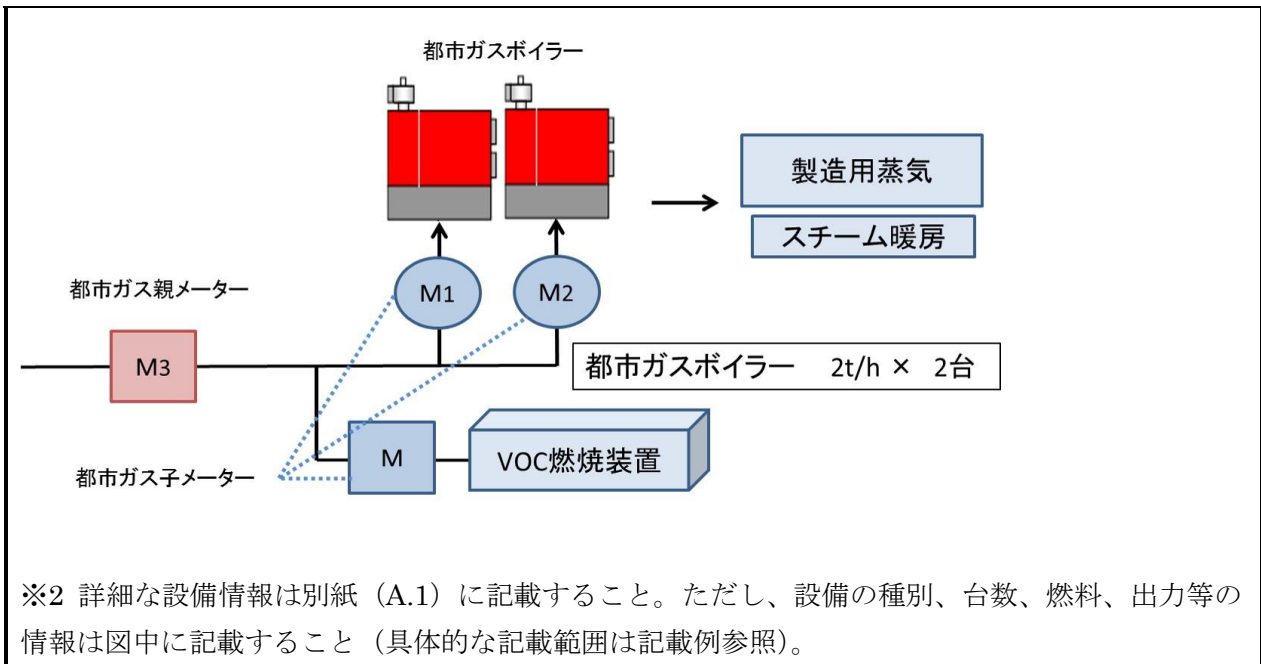 都市ガスボイラー
製造用蒸気
スチーム暖房
都市ガス親メーター
M1
M2
M3
都市ガスボイラー　2t/h × 2台
M
VOC燃焼装置
都市ガス子メーター
※2 詳細な設備情報は別紙（A.1）に記載すること。ただし、設備の種別、台数、燃料、出力等の
情報は図中に記載すること（具体的な記載範囲は記載例参照）。